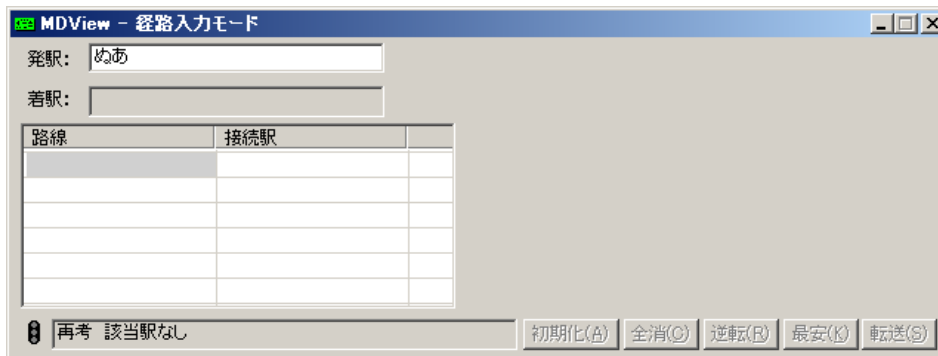 MDView - 経路入力モード
発駅: ぬあ
着駅:
路線 接続駅
再考 該当駅なし 初期化(A) 全消(C) 逆転(R) 最安(K) 転送(S)